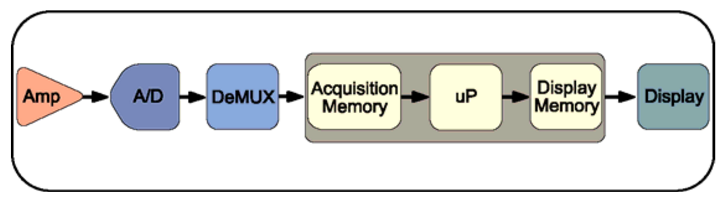 Amp
A/D
DeMUX
Acquisition
Memory
uP
Display
Memory
Display